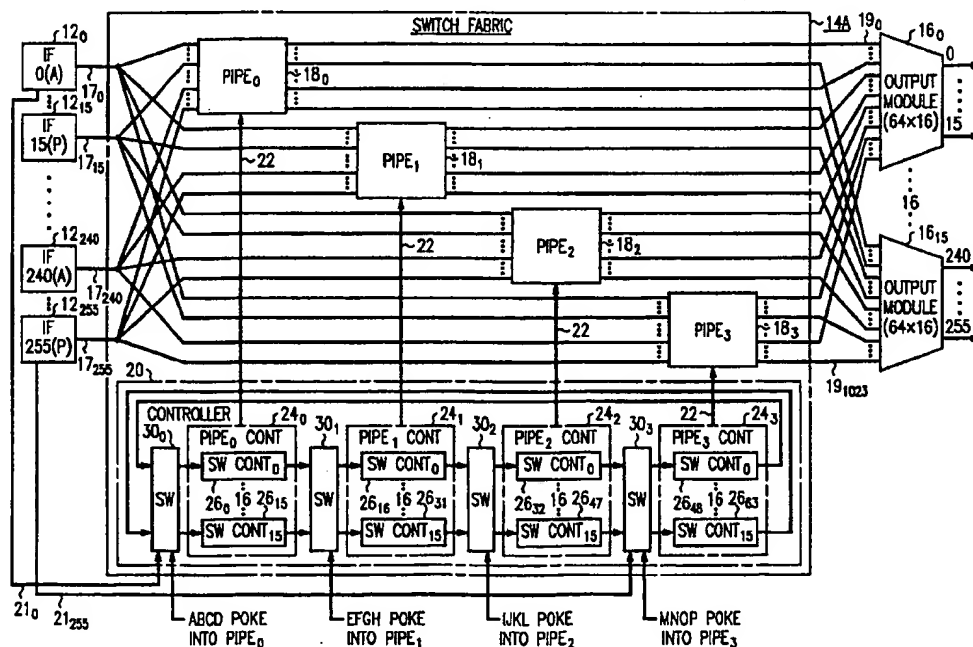 SWITCH FABRIC
14A
12₀
IF
0(A)
17₀
12₁₅
IF
15(P)
17₁₅
12₂₄₀
IF
240(A)
17₂₄₀
12₂₅₅
IF
255(P)
17₂₅₅
PIPE₀
18₀
22
PIPE₁
18₁
22
PIPE₂
18₂
22
PIPE₃
18₃
22
19₀
16₀
OUTPUT
MODULE
(64×16)
0
15
16
16₁₅
OUTPUT
MODULE
(64×16)
240
255
19₁₀₂₃
20
CONTROLLER
30₀
SW
24₀
PIPE₀ CONT
SW CONT₀
26₀
16
26₁₅
SW CONT₁₅
30₁
SW
24₁
PIPE₁ CONT
SW CONT₀
26₁₆
16
26₃₁
SW CONT₁₅
30₂
SW
24₂
PIPE₂ CONT
SW CONT₀
26₃₂
16
26₄₇
SW CONT₁₅
30₃
SW
24₃
PIPE₃ CONT
SW CONT₀
26₄₈
16
26₆₃
SW CONT₁₅
21₀
21₂₅₅
ABCD POKE
INTO PIPE₀
EFGH POKE
INTO PIPE₁
IJKL POKE
INTO PIPE₂
MNOP POKE
INTO PIPE₃